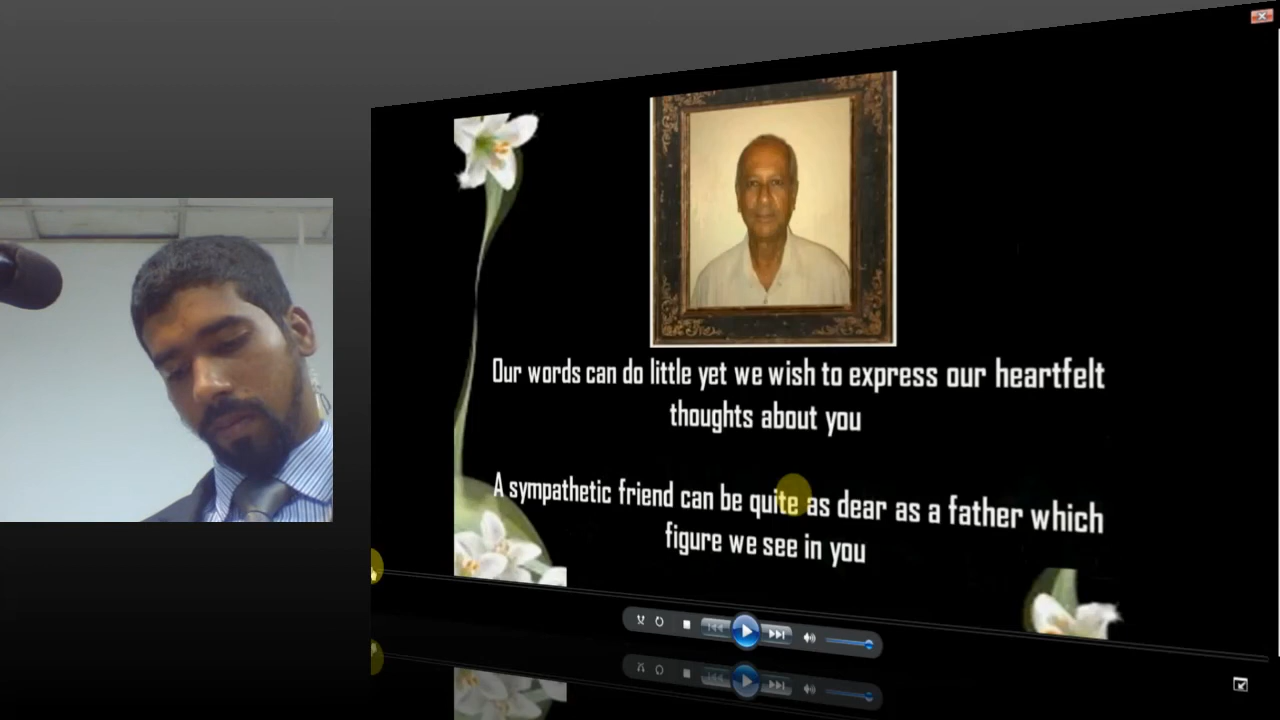 Our words can do little yet we wish to express our heartfelt
thoughts about you
A sympathetic friend can be quite as dear as a father which
figure we see in you